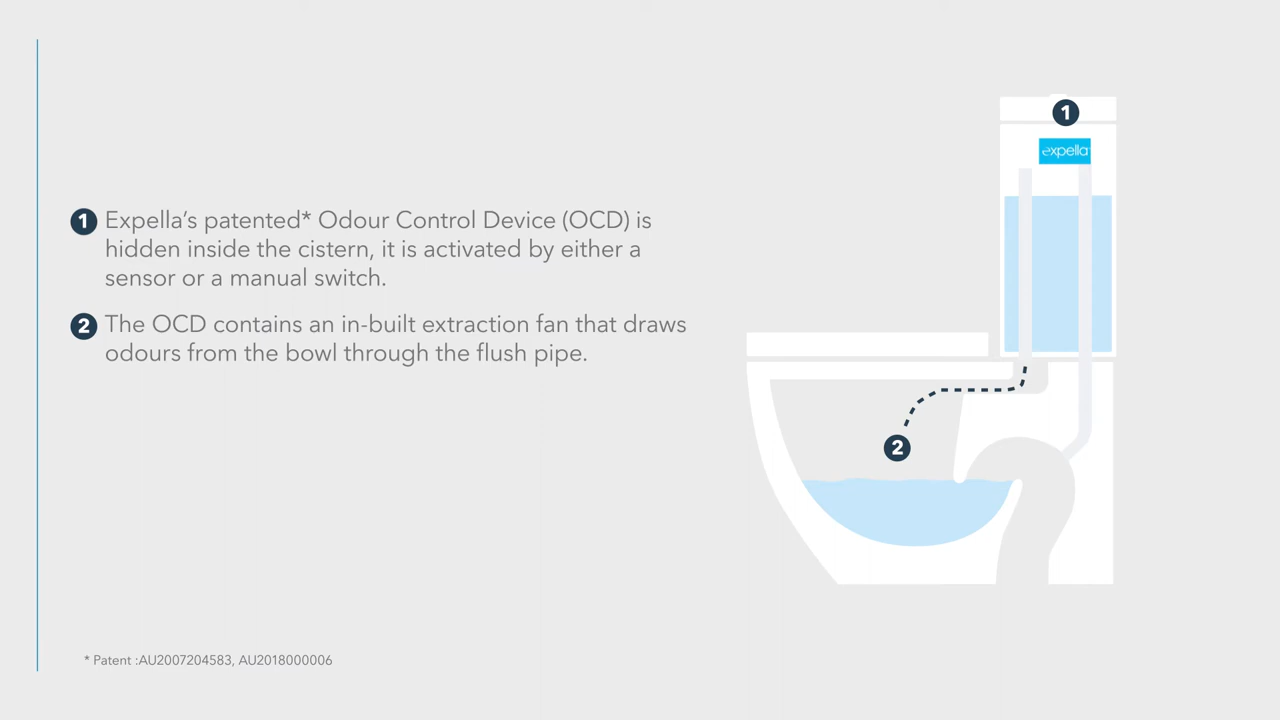 1
expella
1 Expella's patented* Odour Control Device (OCD) is
hidden inside the cistern, it is activated by either a
sensor or a manual switch.
2 The OCD contains an in-built extraction fan that draws
odours from the bowl through the flush pipe.
2
* Patent :AU2007204583, AU2018000006